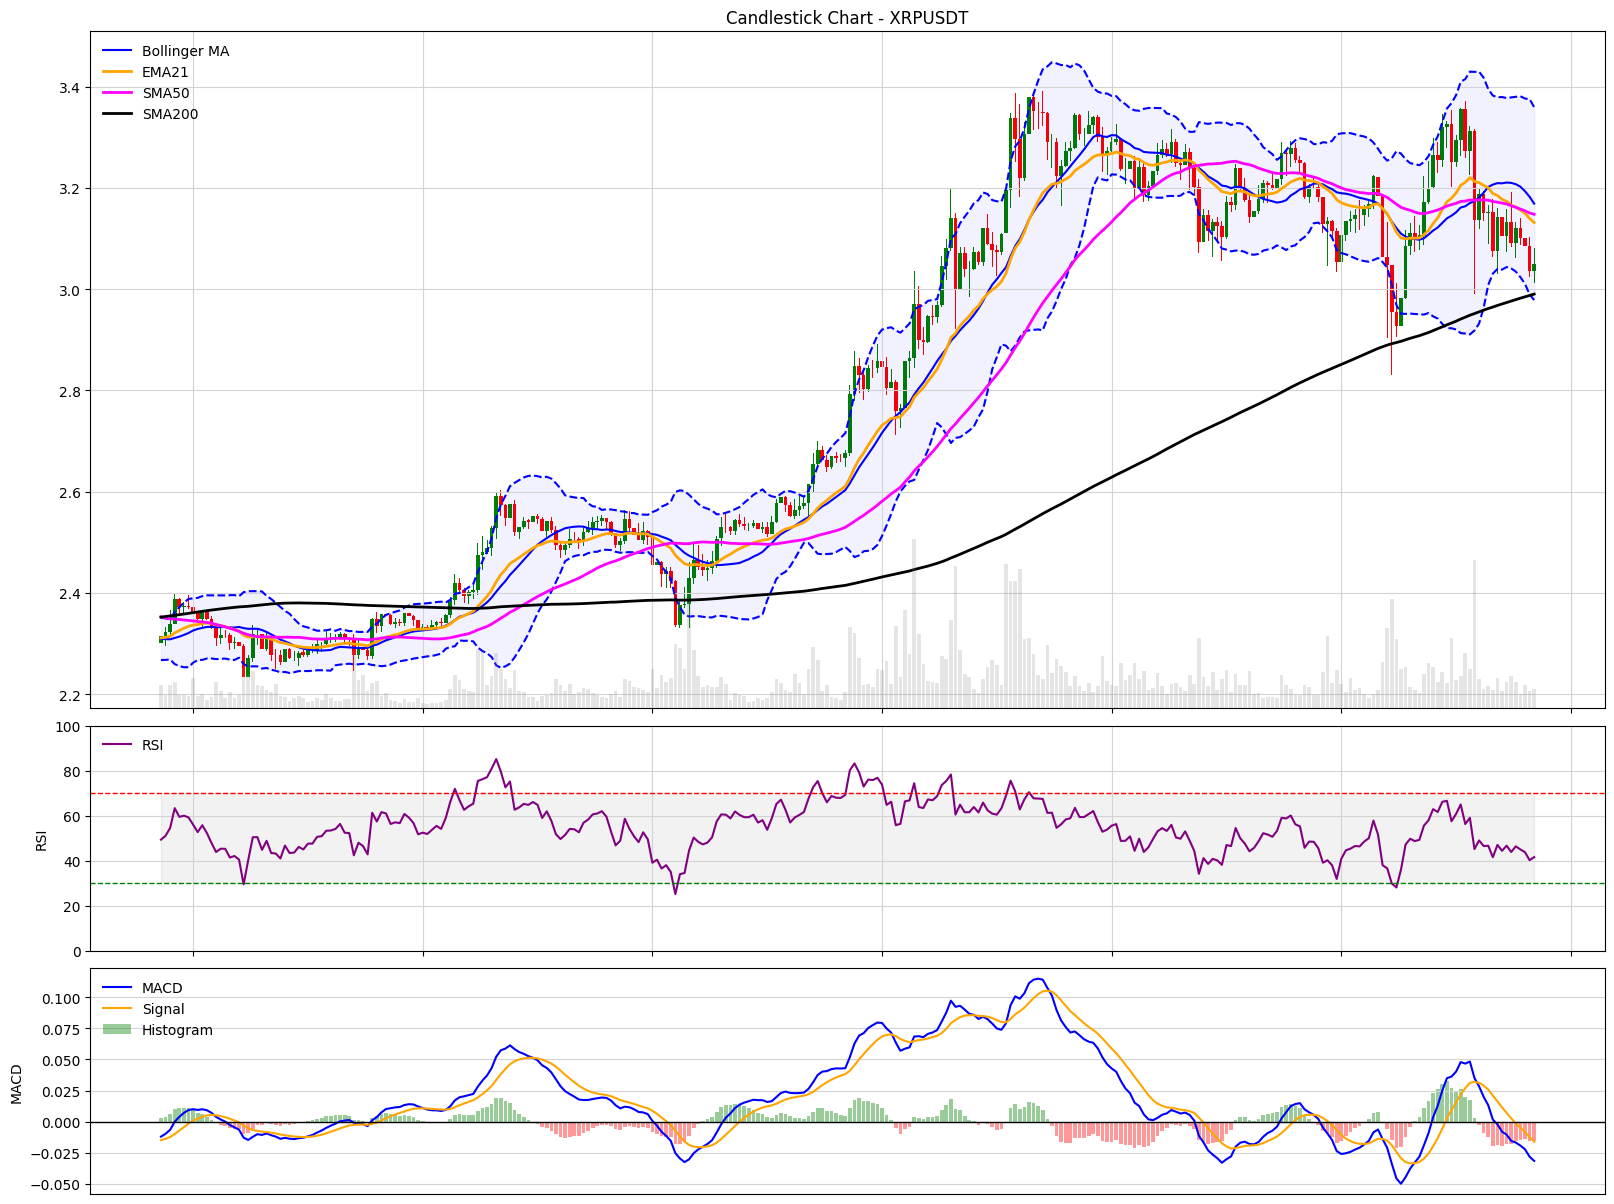 Candlestick Chart - XRPUSDT
Bollinger MA
EMA21
SMA50
SMA200
3.4
3.2
3.0
2.8
2.6
2.4
2.2
RSI
RSI
100
80
60
40
20
0
MACD
MACD
Signal
Histogram
0.100
0.075
0.050
0.025
0.000
−0.025
−0.050